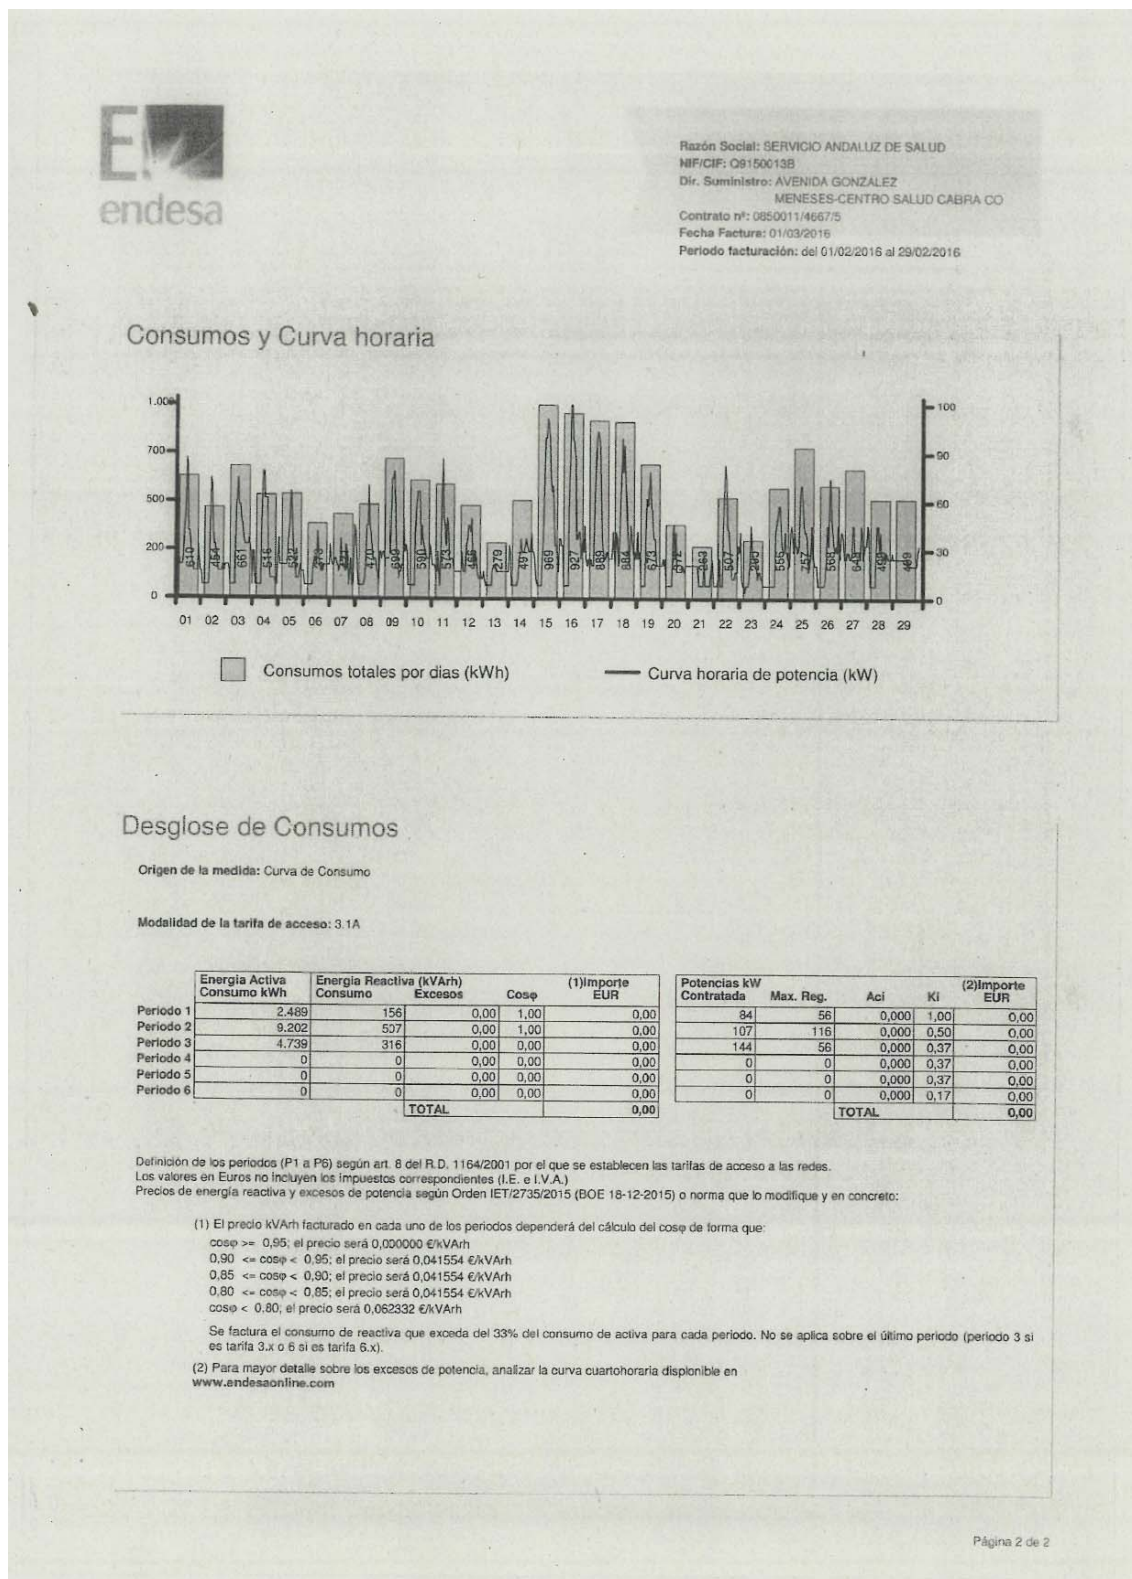 endesa
Razón Social: SERVICIO ANDALUZ DE SALUD
NIF/CIF: Q9150013B
Dir. Suministro: AVENIDA GONZALEZ
MENESES-CENTRO SALUD CABRA CO
Contrato nº: 0850011/4667/5
Fecha Factura: 01/03/2016
Periodo facturación: del 01/02/2016 al 29/02/2016
Consumos y Curva horaria
1.000
700
500
200
0
100
90
60
30
0
610 454 661 516 522 470 699 590 573 466 279 491 969 927 889 884 673 507 555 757 568
01 02 03 04 05 06 07 08 09 10 11 12 13 14 15 16 17 18 19 20 21 22 23 24 25 26 27 28 29
Consumos totales por dias (kWh) Curva horaria de potencia (kW)
Desglose de Consumos
Origen de la medida: Curva de Consumo
Modalidad de la tarifa de acceso: 3.1A
Energia Activa Energia Reactiva (kVArh) (1)Importe Potencias kW (2)Importe
Consumo kWh Consumo Excesos Cosφ EUR Contratada Max. Reg. Aci Ki EUR
Periodo 1 2.489 156 0,00 1,00 0,00 84 56 0,000 1,00 0,00
Periodo 2 9.202 507 0,00 1,00 0,00 107 116 0,000 0,50 0,00
Periodo 3 4.739 316 0,00 0,00 0,00 144 56 0,000 0,37 0,00
Periodo 4 0 0 0,00 0,00 0,00 0 0 0,000 0,37 0,00
Periodo 5 0 0 0,00 0,00 0,00 0 0 0,000 0,37 0,00
Periodo 6 0 0 0,00 0,00 0,00 0 0 0,000 0,17 0,00
TOTAL 0,00 TOTAL 0,00
Definición de los periodos (P1 a P6) según art. 8 del R.D. 1164/2001 por el que se establecen las tarifas de acceso a las redes.
Los valores en Euros no incluyen los impuestos correspondientes (I.E. e I.V.A.)
Precios de energía reactiva y excesos de potencia según Orden IET/2735/2015 (BOE 18-12-2015) o norma que lo modifique y en concreto:
(1) El precio kVArh facturado en cada uno de los periodos dependerá del cálculo del cosφ de forma que:
cosφ >= 0,95; el precio será 0,000000 €/kVArh
0,90 <= cosφ < 0,95; el precio será 0,041554 €/kVArh
0,85 <= cosφ < 0,90; el precio será 0,041554 €/kVArh
0,80 <= cosφ < 0,85; el precio será 0,041554 €/kVArh
cosφ < 0.80; el precio será 0,062332 €/kVArh
Se factura el consumo de reactiva que exceda del 33% del consumo de activa para cada periodo. No se aplica sobre el último periodo (periodo 3 si
es tarifa 3.x o 6 si es tarifa 6.x).
(2) Para mayor detalle sobre los excesos de potencia, analizar la curva cuartohoraria disponible en
www.endesaonline.com
Página 2 de 2